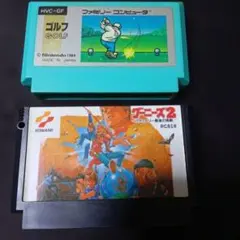 HVC-GF
ファミリー コンピュータ
ゴルフ
GOLF
© Nintendo 1984
MADE IN JAPAN
グーニーズ2
KONAMI
RC819